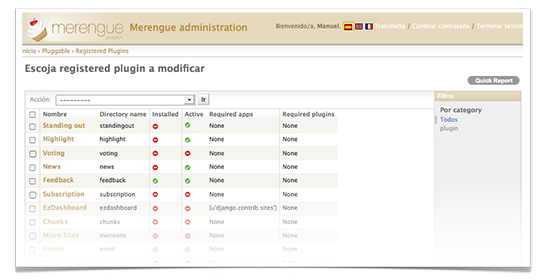 merengue
project
Merengue administration
Bienvenido/a, Manuel. Transhette / Cambiar contraseña / Terminar sesión
Inicio › Pluggable › Registered Plugins
Escoja registered plugin a modificar
Quick Report
Acción: --------- Ir
Nombre Directory name Installed Active Required apps Required plugins
Standing out standingout None None
Highlight highlight None None
Voting voting None None
News news None None
Feedback feedback None None
Subscription subscription None None
EzDashboard ezdashboard [u'django.contrib.sites'] None
Chunks chunks None None
Micro Sites microsite None None
Events event None None
Filtro
Por category
Todos
plugin